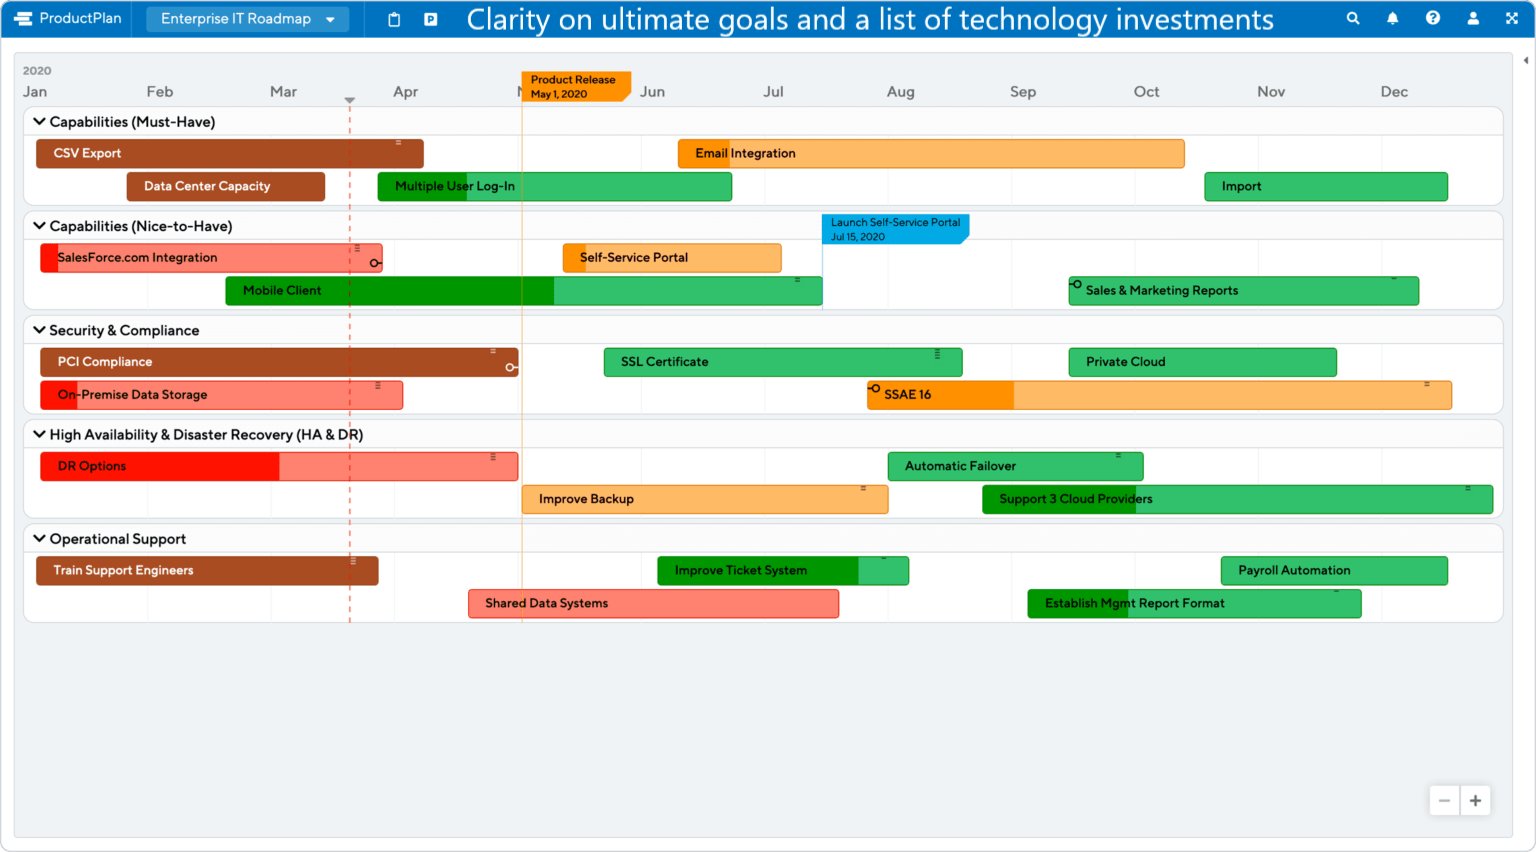 ProductPlan
Enterprise IT Roadmap
P
Clarity on ultimate goals and a list of technology investments
2020
Jan Feb Mar Apr Jun Jul Aug Sep Oct Nov Dec
Product Release
May 1, 2020
Capabilities (Must-Have)
CSV Export Email Integration
Data Center Capacity Multiple User Log-In Import
Capabilities (Nice-to-Have)
Launch Self-Service Portal
Jul 15, 2020
SalesForce.com Integration Self-Service Portal
Mobile Client Sales & Marketing Reports
Security & Compliance
PCI Compliance SSL Certificate Private Cloud
On-Premise Data Storage SSAE 16
High Availability & Disaster Recovery (HA & DR)
DR Options Automatic Failover
Improve Backup Support 3 Cloud Providers
Operational Support
Train Support Engineers Improve Ticket System Payroll Automation
Shared Data Systems Establish Mgmt Report Format